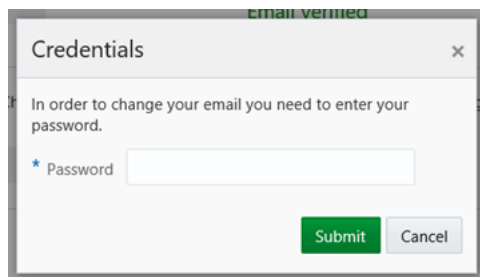 Email verified
Credentials
×
In order to change your email you need to enter your
password.
* Password
Submit
Cancel